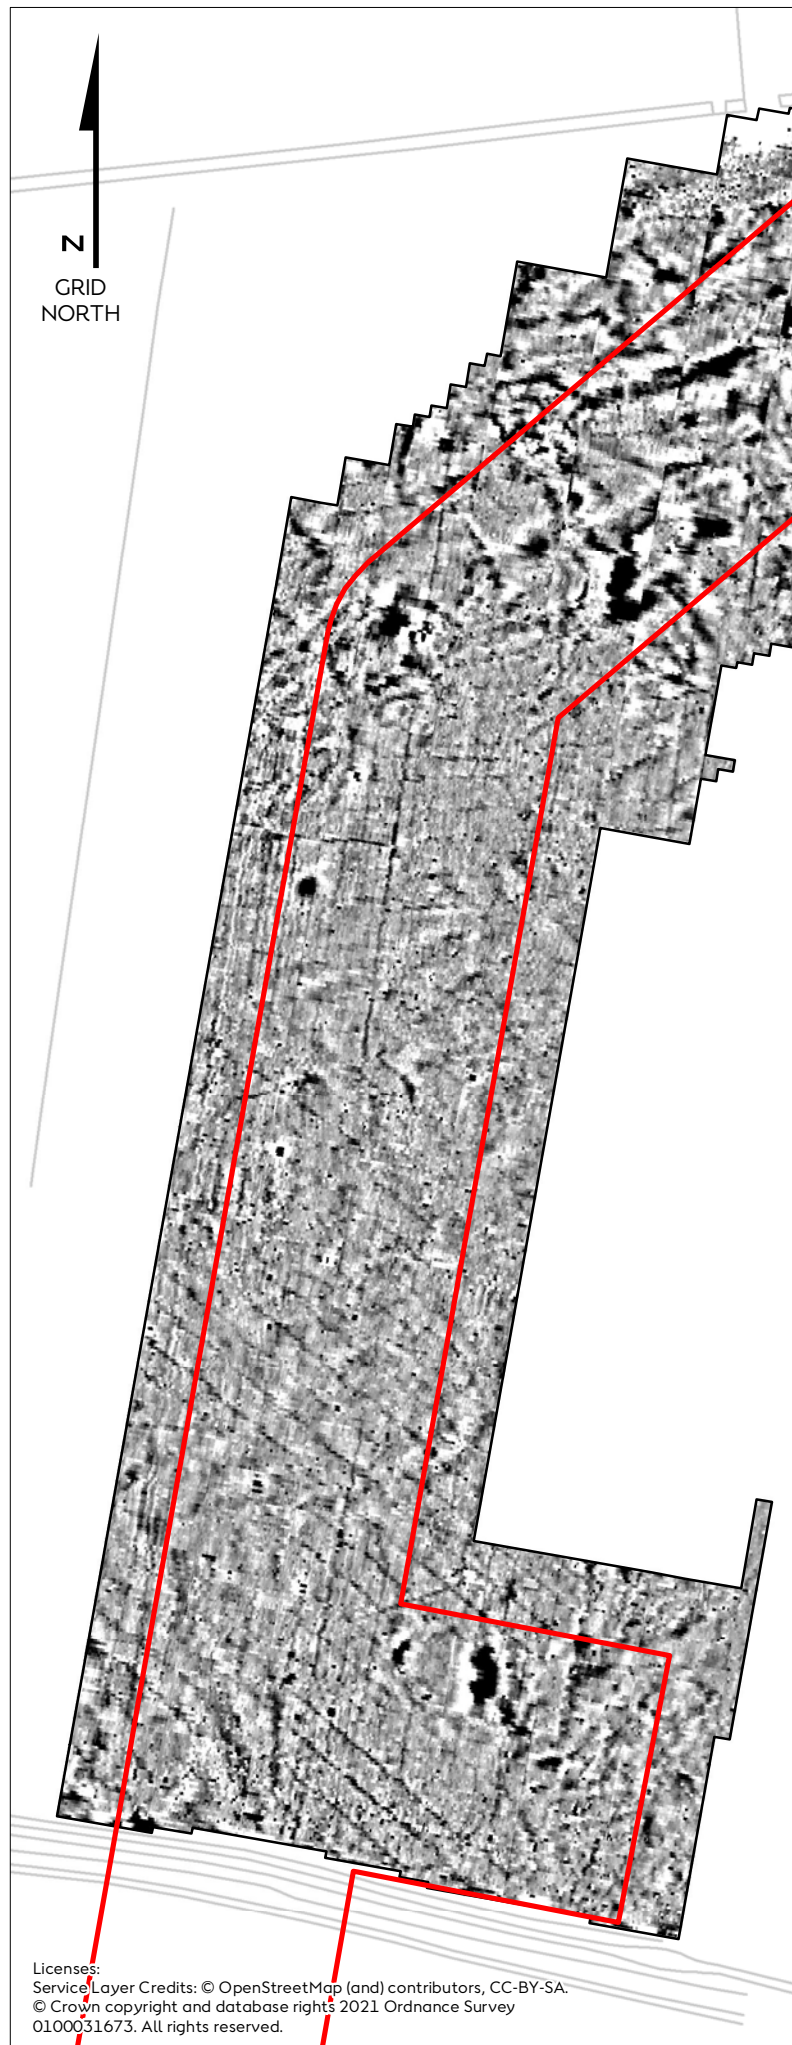 N
GRID
NORTH
Licenses:
Service Layer Credits: © OpenStreetMap (and) contributors, CC-BY-SA.
© Crown copyright and database rights 2021 Ordnance Survey
0100031673. All rights reserved.